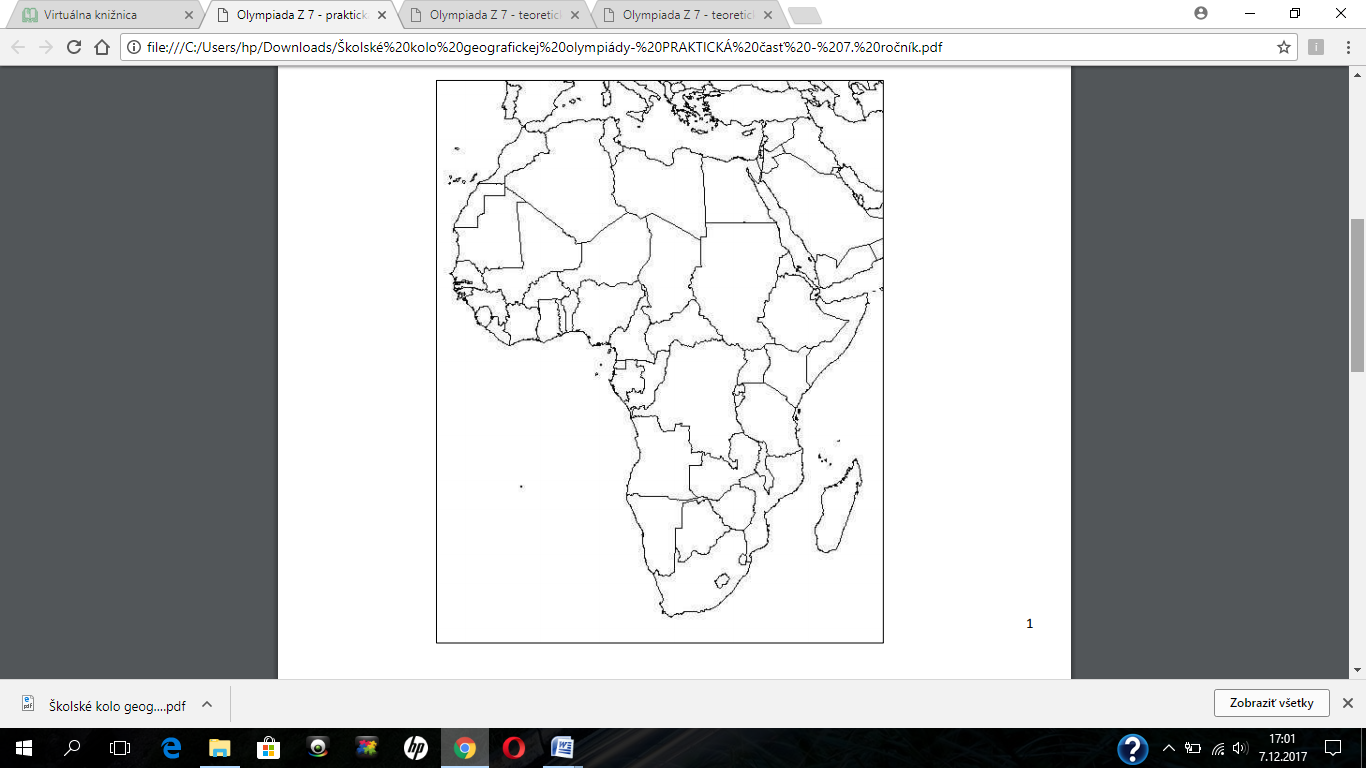 Virtuálna knižnica
Olympiada Z 7 - praktick
Olympiada Z 7 - teoretic
Olympiada Z 7 - teoretic
file:///C:/Users/hp/Downloads/Školské%20kolo%20geografickej%20olympiády-%20PRAKTICKÁ%20časť%20-%207.%20ročník.pdf
1
Školské kolo geog....pdf
Zobraziť všetky
17:01
7.12.2017